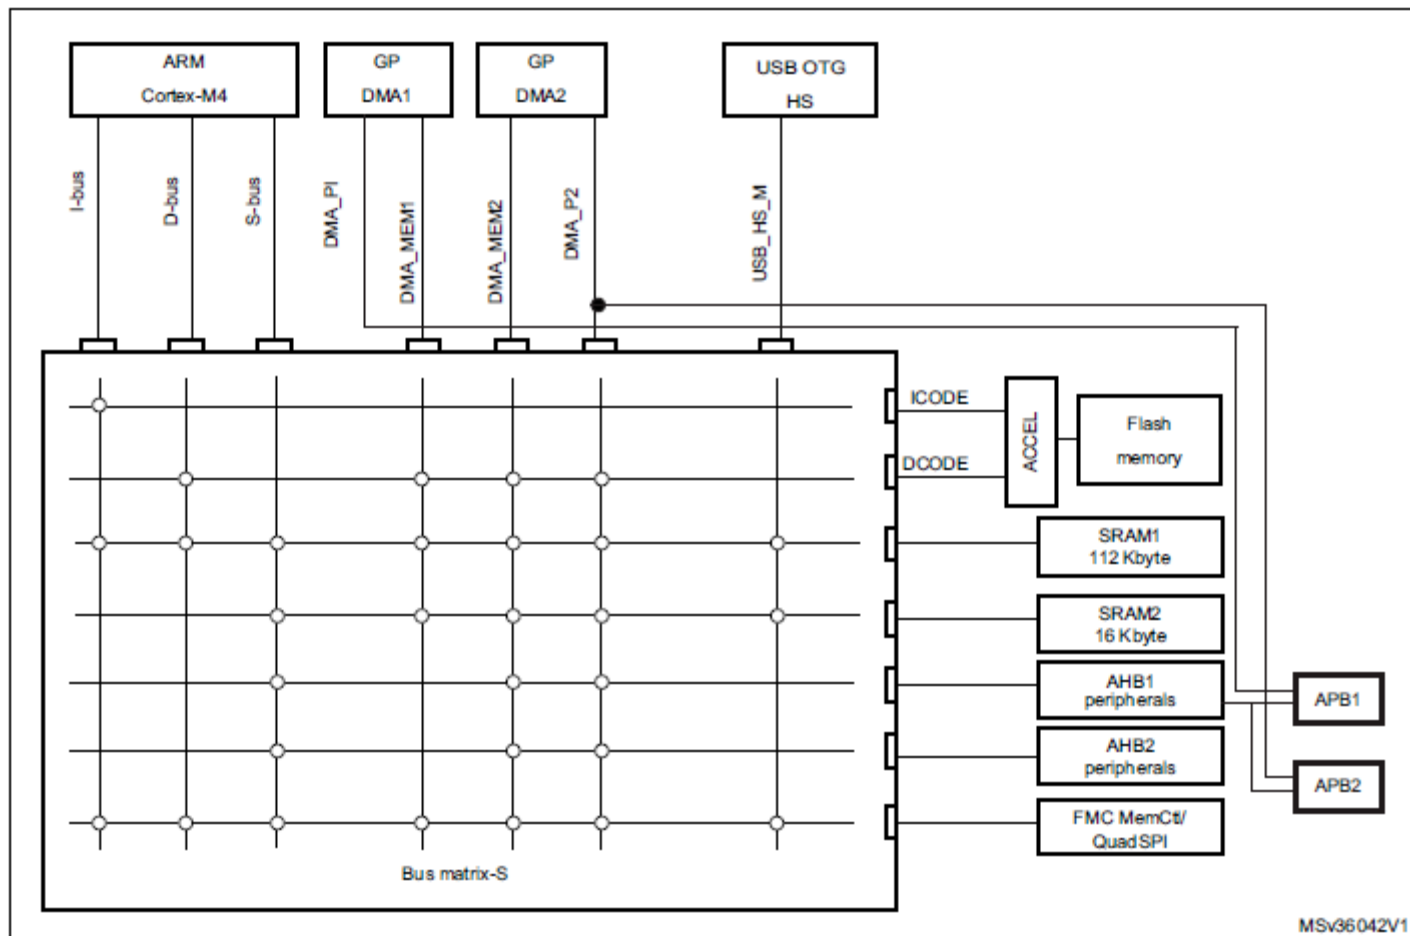 ARM
Cortex-M4
GP
DMA1
GP
DMA2
USB OTG
HS
I-bus
D-bus
S-bus
DMA_PI
DMA_MEM1
DMA_MEM2
DMA_P2
USB_HS_M
ICODE
DCODE
ACCEL
Flash
memory
SRAM1
112 Kbyte
SRAM2
16 Kbyte
AHB1
peripherals
APB1
AHB2
peripherals
APB2
FMC MemCtl/
QuadSPI
Bus matrix-S
MSv36042V1